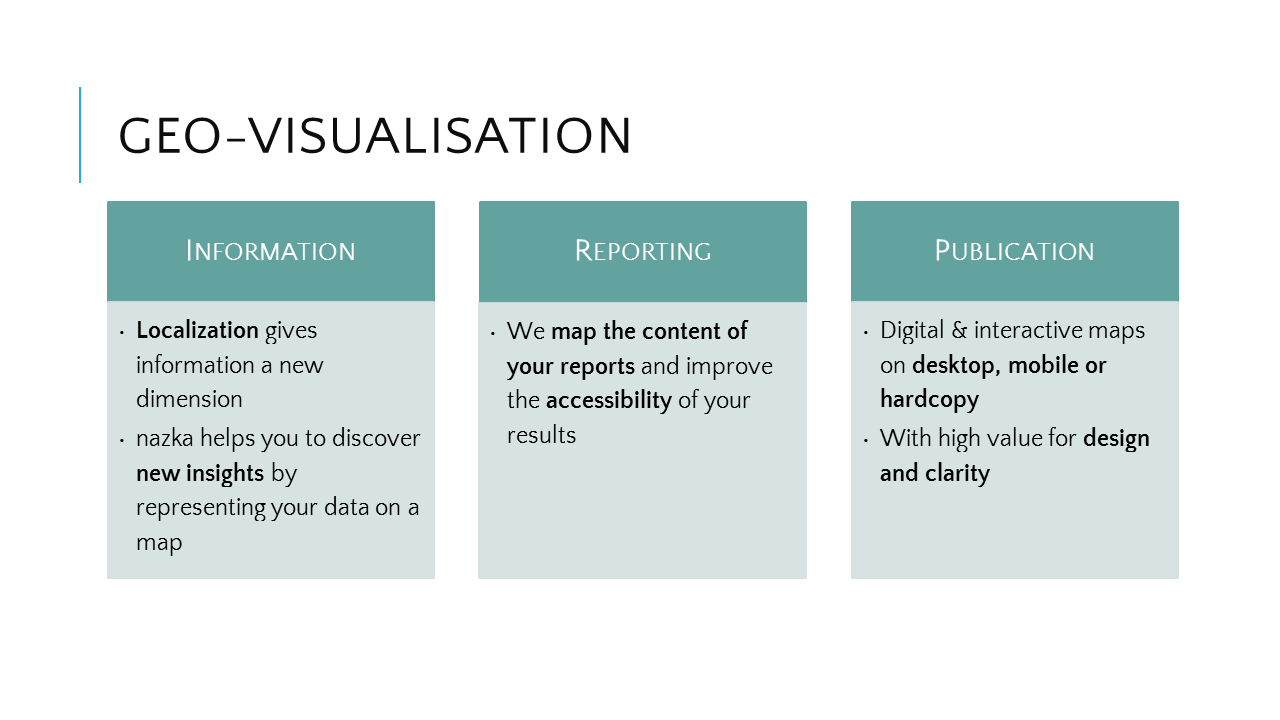 GEO-VISUALISATION
INFORMATION
• Localization gives
information a new
dimension
• nazka helps you to discover
new insights by
representing your data on a
map
REPORTING
• We map the content of
your reports and improve
the accessibility of your
results
PUBLICATION
• Digital & interactive maps
on desktop, mobile or
hardcopy
• With high value for design
and clarity